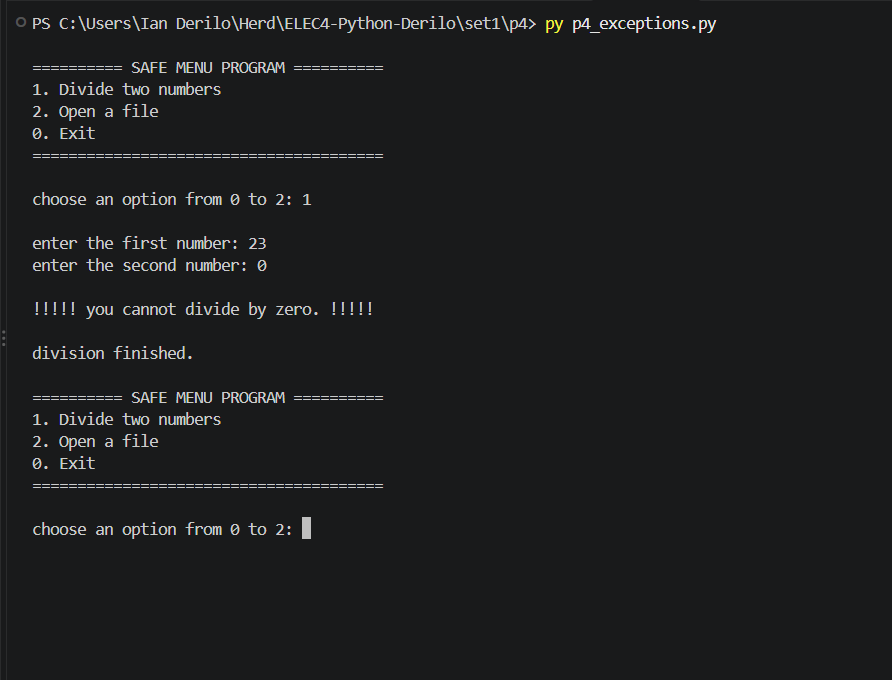 PS C:\Users\Ian Derilo\Herd\ELEC4-Python-Derilo\set1\p4> py p4_exceptions.py
========== SAFE MENU PROGRAM ==========
1. Divide two numbers
2. Open a file
0. Exit
=======================================
choose an option from 0 to 2: 1
enter the first number: 23
enter the second number: 0
!!!!! you cannot divide by zero. !!!!!
division finished.
========== SAFE MENU PROGRAM ==========
1. Divide two numbers
2. Open a file
0. Exit
=======================================
choose an option from 0 to 2: